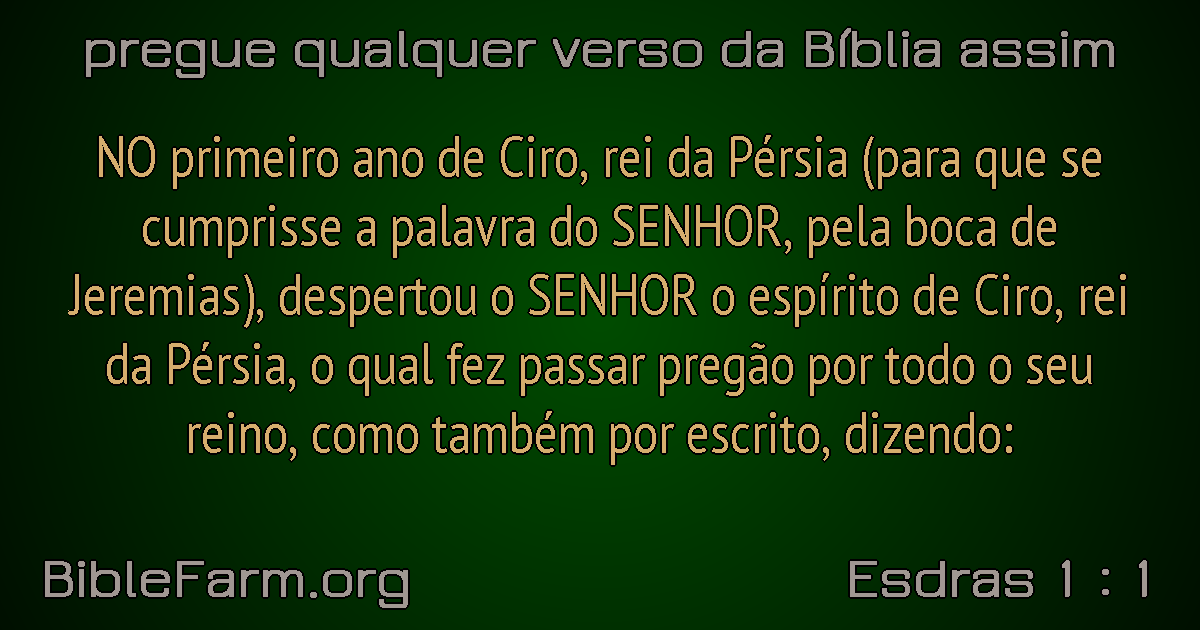 pregue qualquer verso da Bíblia assim
NO primeiro ano de Ciro, rei da Pérsia (para que se
cumprisse a palavra do SENHOR, pela boca de
Jeremias), despertou o SENHOR o espírito de Ciro, rei
da Pérsia, o qual fez passar pregão por todo o seu
reino, como também por escrito, dizendo:
BibleFarm.org
Esdras 1 : 1